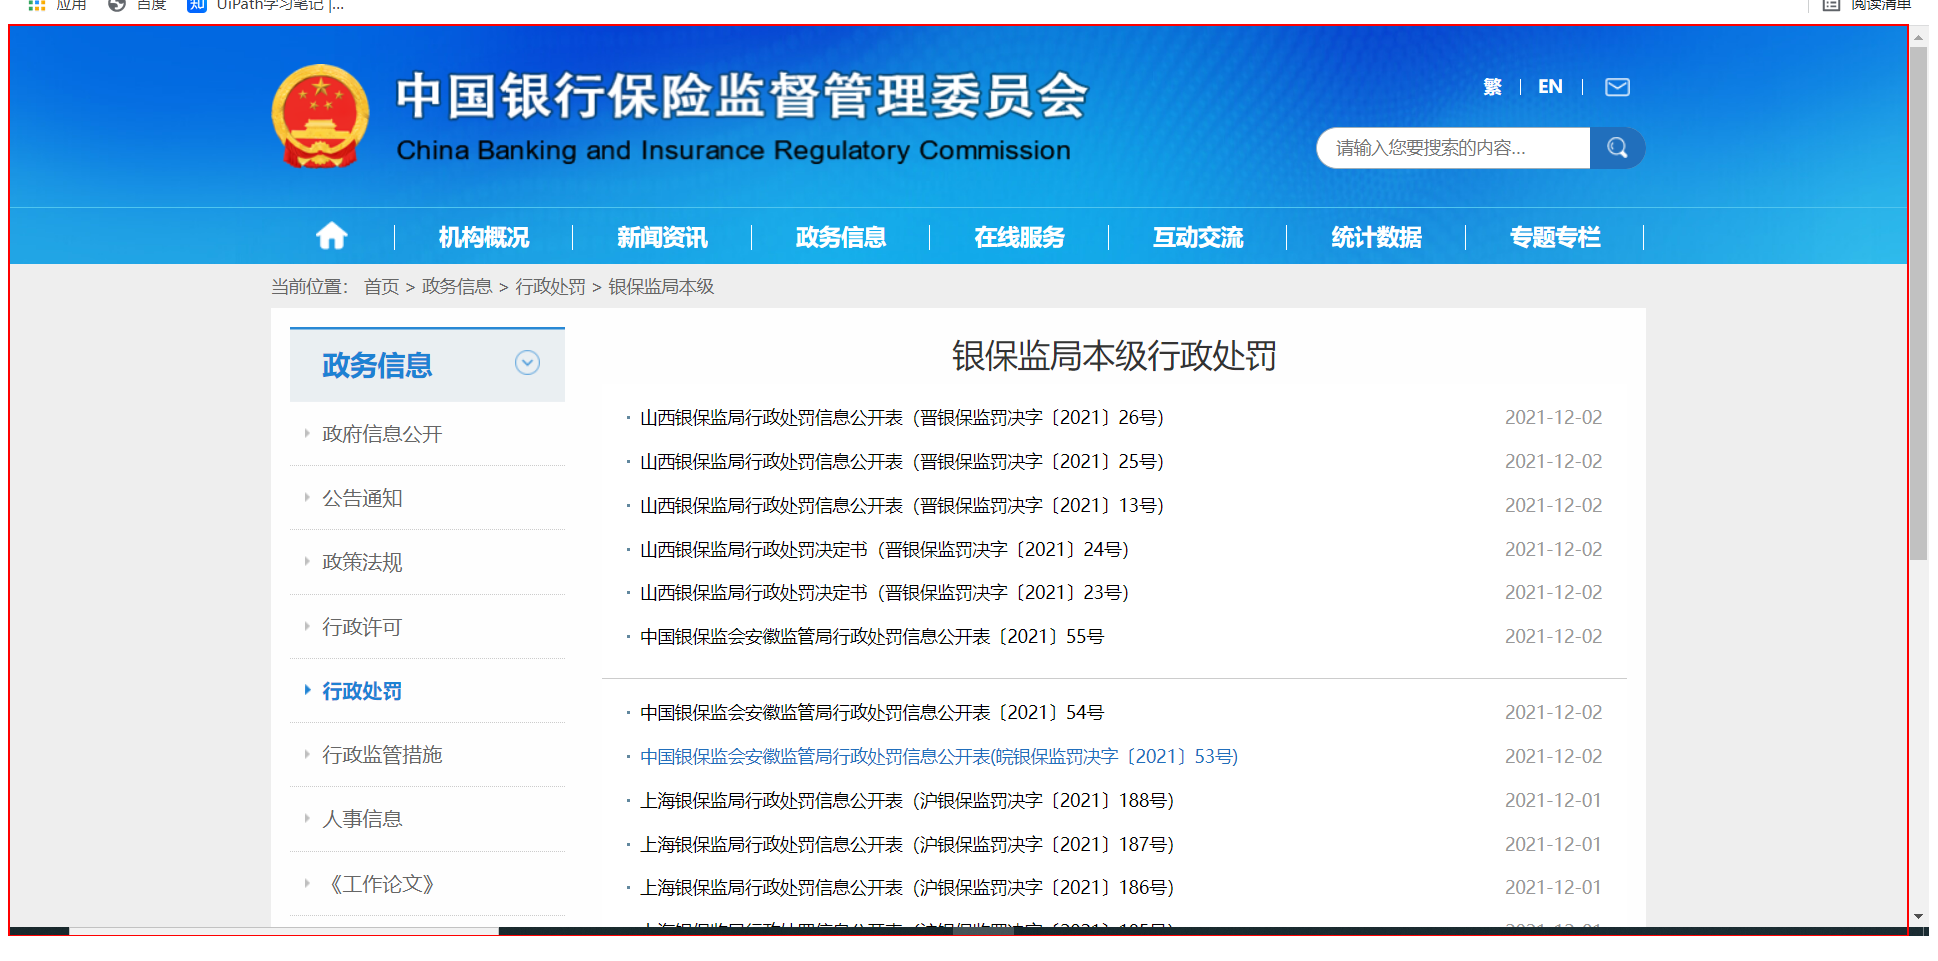 应用 百度 知 UiPath学习笔记 |... 阅读清单
中国银行保险监督管理委员会
China Banking and Insurance Regulatory Commission
繁 | EN |
请输入您要搜索的内容...
机构概况 新闻资讯 政务信息 在线服务 互动交流 统计数据 专题专栏
当前位置： 首页 > 政务信息 > 行政处罚 > 银保监局本级
政务信息
政府信息公开
公告通知
政策法规
行政许可
行政处罚
行政监管措施
人事信息
《工作论文》
银保监局本级行政处罚
· 山西银保监局行政处罚信息公开表（晋银保监罚决字〔2021〕26号） 2021-12-02
· 山西银保监局行政处罚信息公开表（晋银保监罚决字〔2021〕25号） 2021-12-02
· 山西银保监局行政处罚信息公开表（晋银保监罚决字〔2021〕13号） 2021-12-02
· 山西银保监局行政处罚决定书（晋银保监罚决字〔2021〕24号） 2021-12-02
· 山西银保监局行政处罚决定书（晋银保监罚决字〔2021〕23号） 2021-12-02
· 中国银保监会安徽监管局行政处罚信息公开表〔2021〕55号 2021-12-02
· 中国银保监会安徽监管局行政处罚信息公开表〔2021〕54号 2021-12-02
· 中国银保监会安徽监管局行政处罚信息公开表(皖银保监罚决字〔2021〕53号) 2021-12-02
· 上海银保监局行政处罚信息公开表（沪银保监罚决字〔2021〕188号） 2021-12-01
· 上海银保监局行政处罚信息公开表（沪银保监罚决字〔2021〕187号） 2021-12-01
· 上海银保监局行政处罚信息公开表（沪银保监罚决字〔2021〕186号） 2021-12-01